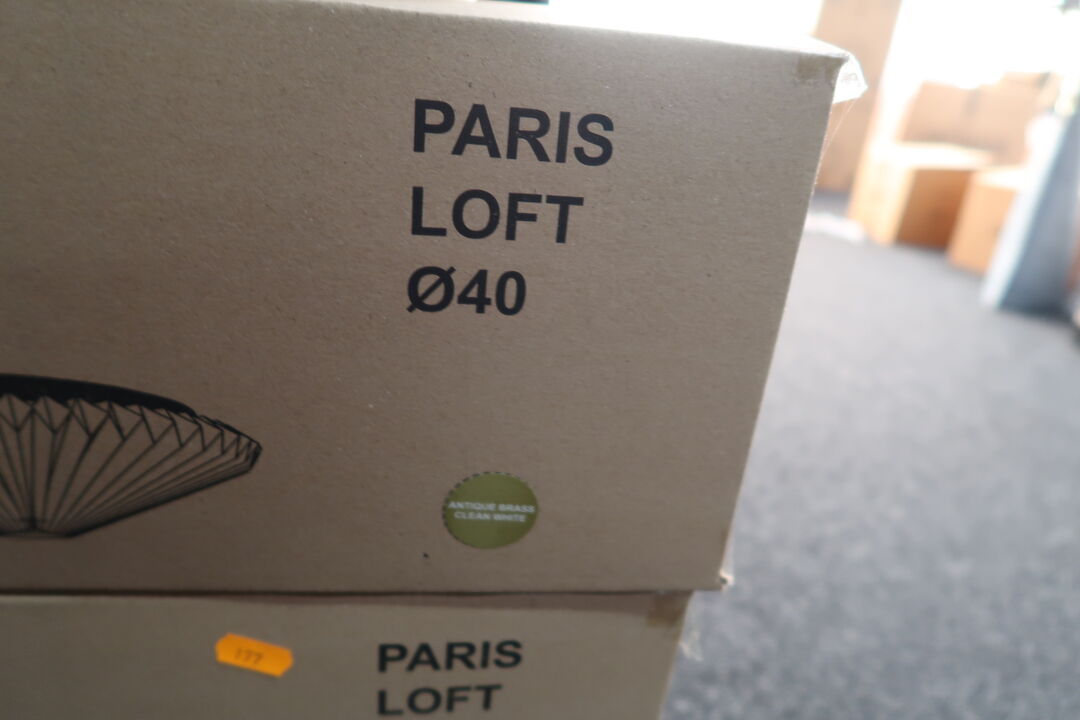 PARIS
LOFT
Ø40
ANTIQUE BRASS
CLEAN WHITE
177
PARIS
LOFT